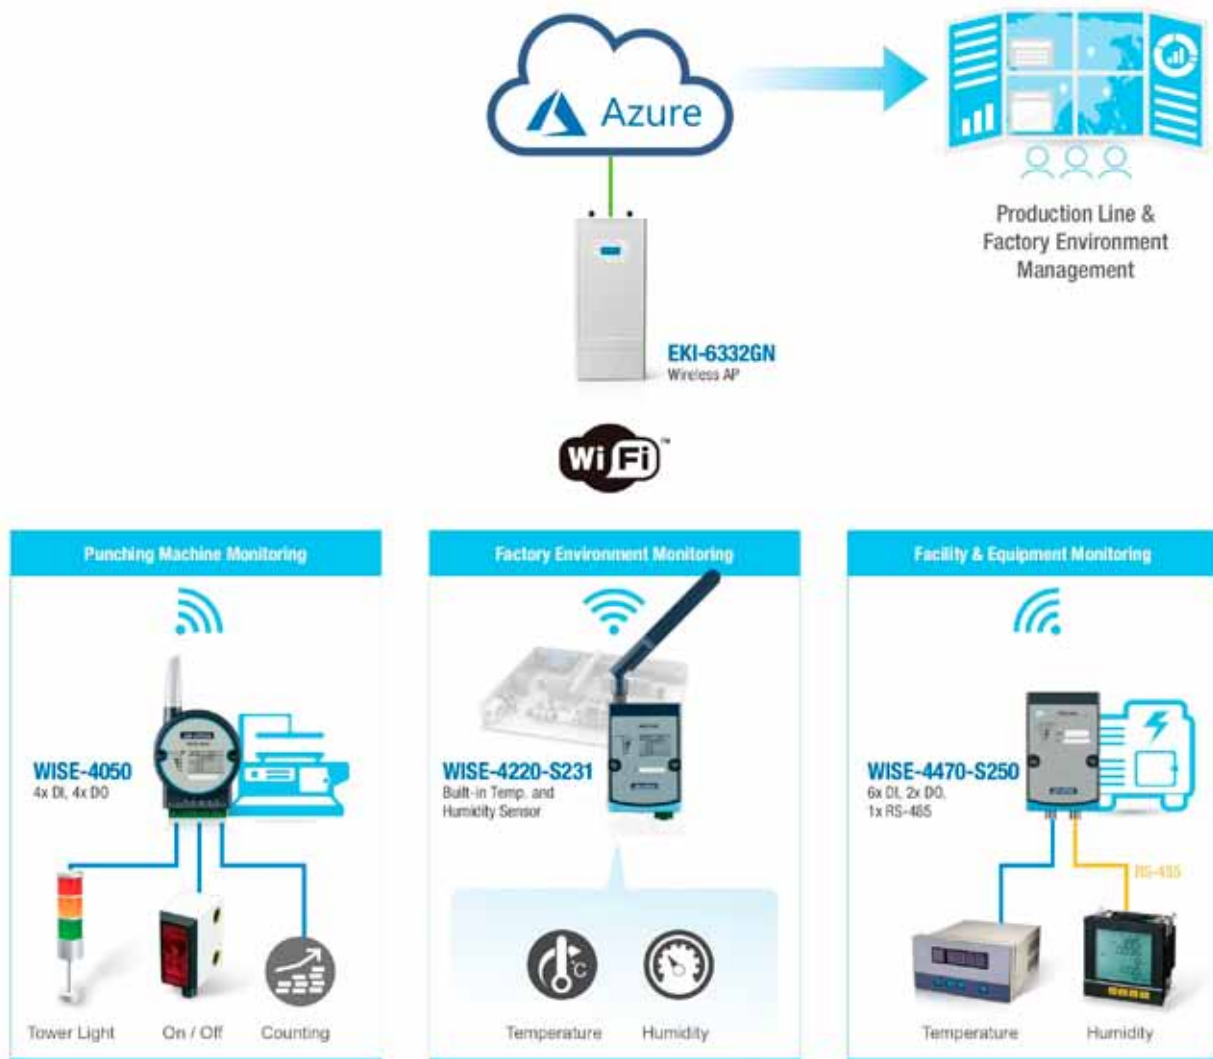 Azure
Production Line &
Factory Environment
Management
EKI-6332GN
Wireless AP
Wi Fi™
Punching Machine Monitoring
WISE-4050
4x DI, 4x DO
Tower Light
On / Off
Counting
Factory Environment Monitoring
WISE-4220-S231
Built-in Temp. and
Humidity Sensor
°C
Temperature
Humidity
Facility & Equipment Monitoring
WISE-4470-S250
6x DI, 2x DO,
1x RS-485
RS-485
Temperature
Humidity